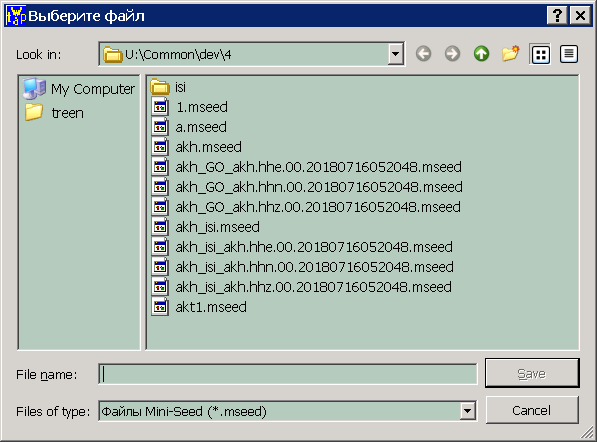 Выберите файл
Look in: U:\Common\dev\4
My Computer
treen
isi
1.mseed
a.mseed
akh.mseed
akh_GO_akh.hhe.00.20180716052048.mseed
akh_GO_akh.hhn.00.20180716052048.mseed
akh_GO_akh.hhz.00.20180716052048.mseed
akh_isi.mseed
akh_isi_akh.hhe.00.20180716052048.mseed
akh_isi_akh.hhn.00.20180716052048.mseed
akh_isi_akh.hhz.00.20180716052048.mseed
akt1.mseed
File name: Save
Files of type: Файлы Mini-Seed (*.mseed) Cancel